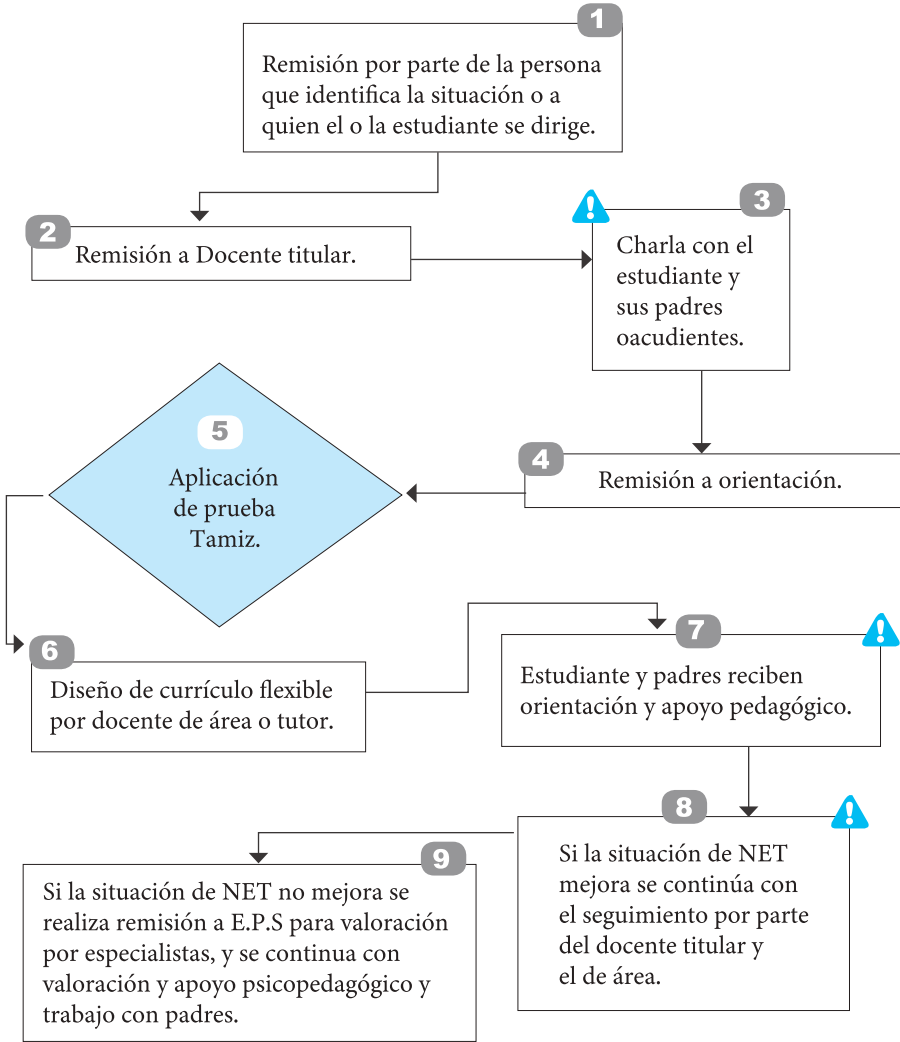 1
Remisión por parte de la persona
que identifica la situación o a
quien el o la estudiante se dirige.
2
Remisión a Docente titular.
!
3
Charla con el
estudiante y
sus padres
oacudientes.
4
Remisión a orientación.
5
Aplicación
de prueba
Tamiz.
6
Diseño de currículo flexible
por docente de área o tutor.
7
!
Estudiante y padres reciben
orientación y apoyo pedagógico.
8
!
Si la situación de NET
mejora se continúa con
el seguimiento por parte
del docente titular y
el de área.
9
Si la situación de NET no mejora se
realiza remisión a E.P.S para valoración
por especialistas, y se continua con
valoración y apoyo psicopedagógico y
trabajo con padres.